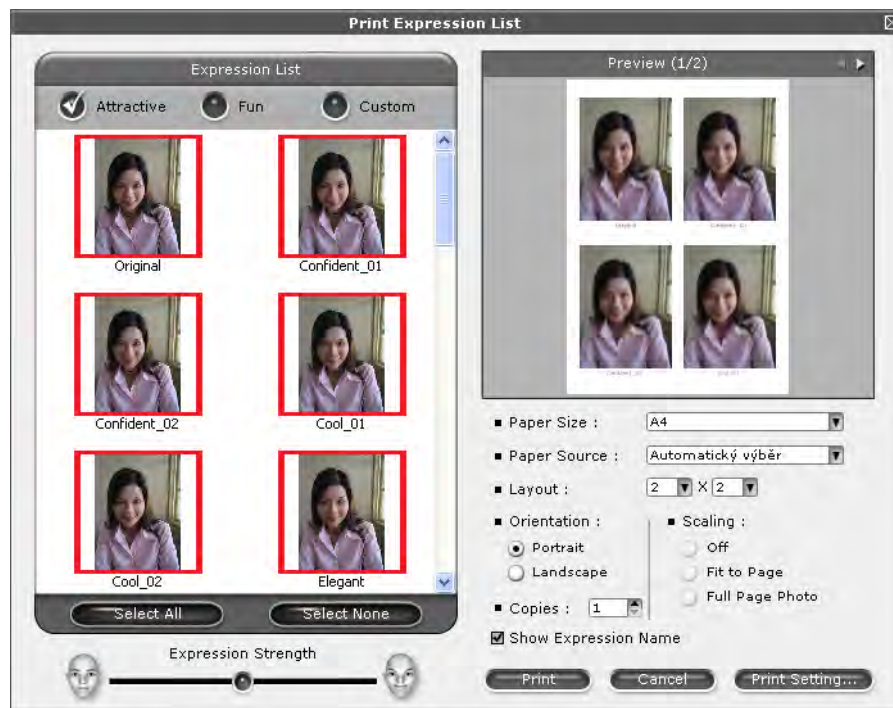 Print Expression List
Expression List
Attractive Fun Custom
Original Confident_01
Confident_02 Cool_01
Cool_02 Elegant
Select All Select None
Expression Strength
Preview (1/2)
Paper Size : A4
Paper Source : Automatický výběr
Layout : 2 X 2
Orientation : Scaling :
Portrait Off
Landscape Fit to Page
Full Page Photo
Copies : 1
Show Expression Name
Print Cancel Print Setting...